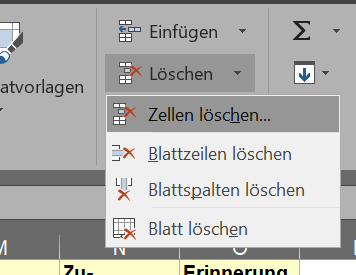 Einfügen
atvorlagen
Löschen
Zellen löschen...
Blattzeilen löschen
Blattspalten löschen
Blatt löschen
M N O
Zu- Erinnerung